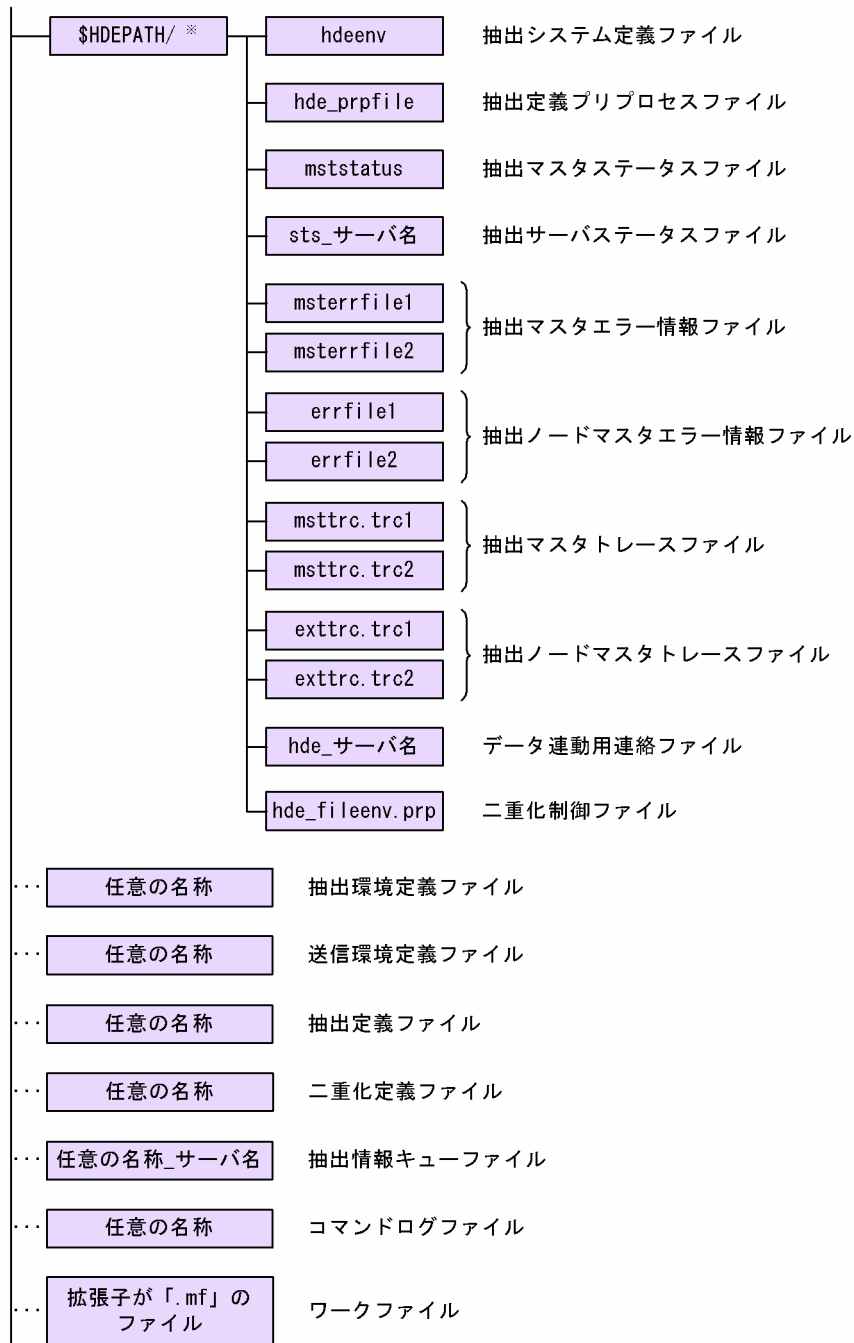 $HDEPATH/ ※
hdeenv 抽出システム定義ファイル
hde_prpfile 抽出定義プリプロセスファイル
mststatus 抽出マスタステータスファイル
sts_サーバ名 抽出サーバステータスファイル
msterrfile1
抽出マスタエラー情報ファイル
msterrfile2
errfile1
抽出ノードマスタエラー情報ファイル
errfile2
msttrc.trc1
抽出マスタトレースファイル
msttrc.trc2
exttrc.trc1
抽出ノードマスタトレースファイル
exttrc.trc2
hde_サーバ名 データ連動用連絡ファイル
hde_fileenv.prp 二重化制御ファイル
… 任意の名称 抽出環境定義ファイル
… 任意の名称 送信環境定義ファイル
… 任意の名称 抽出定義ファイル
… 任意の名称 二重化定義ファイル
… 任意の名称_サーバ名 抽出情報キューファイル
… 任意の名称 コマンドログファイル
… 拡張子が「.mf」の
ファイル
ワークファイル